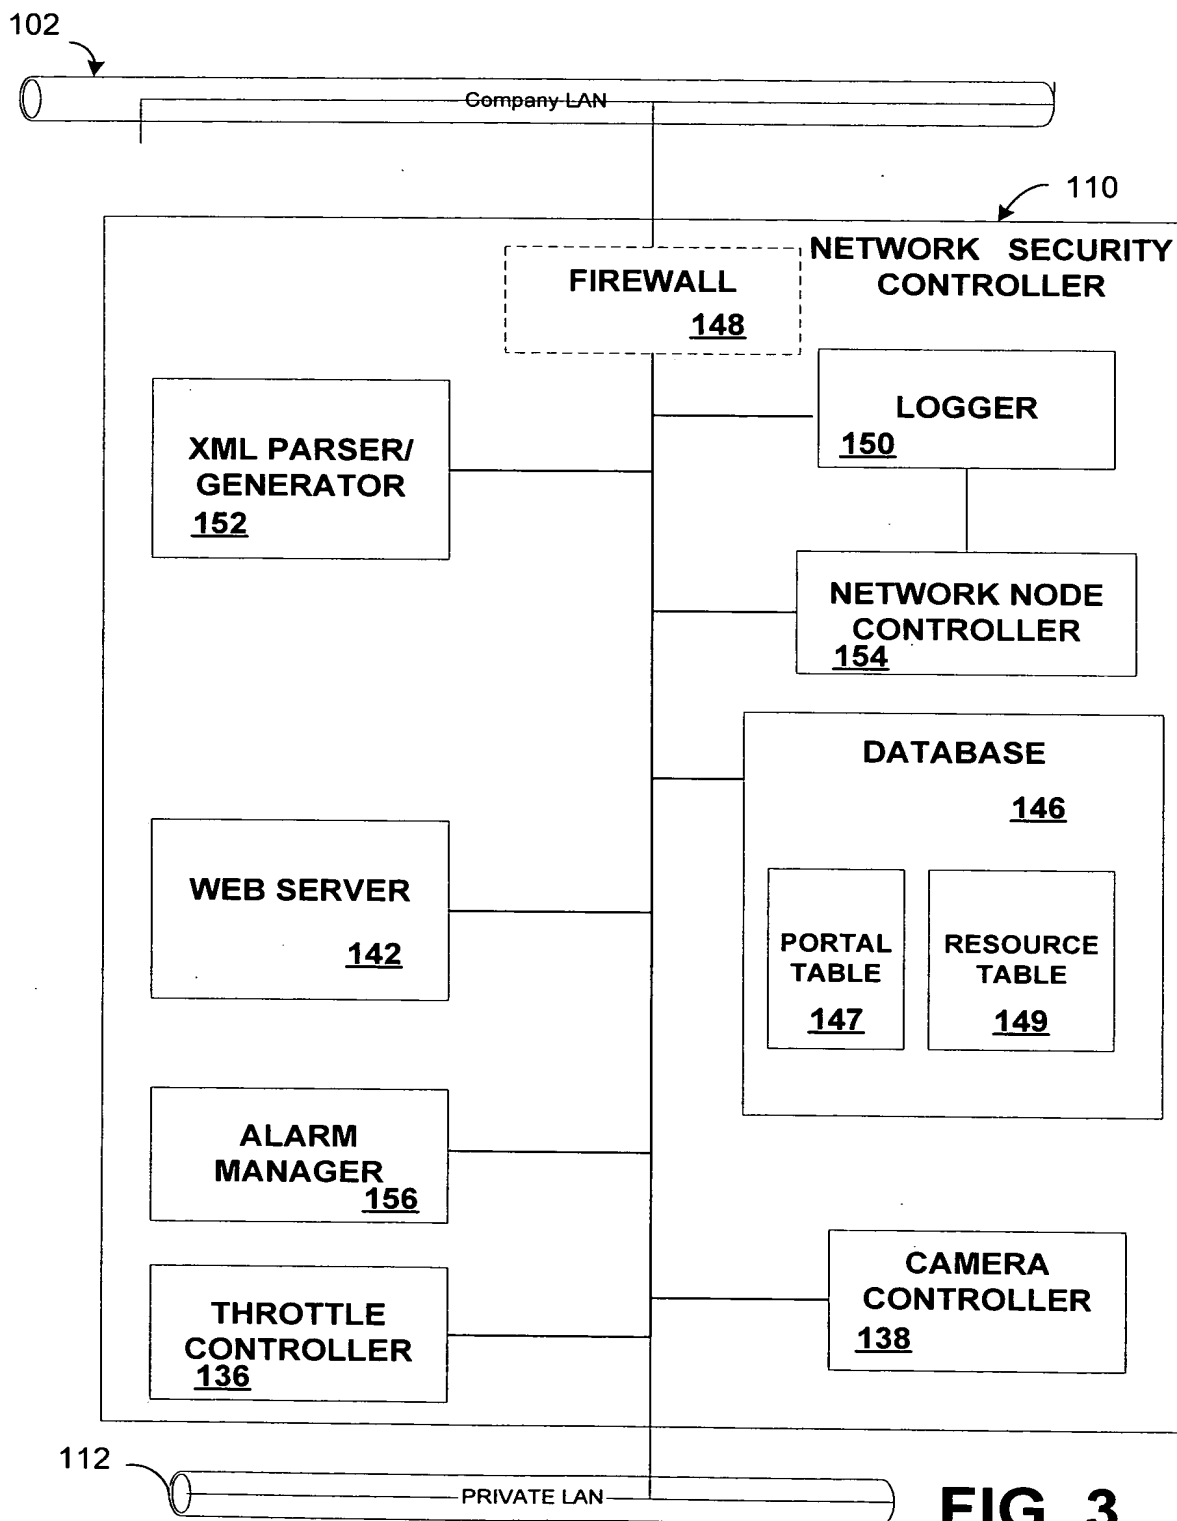 102
Company LAN
110
NETWORK SECURITY
CONTROLLER
FIREWALL
148
LOGGER
150
XML PARSER/
GENERATOR
152
NETWORK NODE
CONTROLLER
154
DATABASE
146
WEB SERVER
142
PORTAL
TABLE
147
RESOURCE
TABLE
149
ALARM
MANAGER
156
CAMERA
CONTROLLER
138
THROTTLE
CONTROLLER
136
112
PRIVATE LAN
FIG. 3